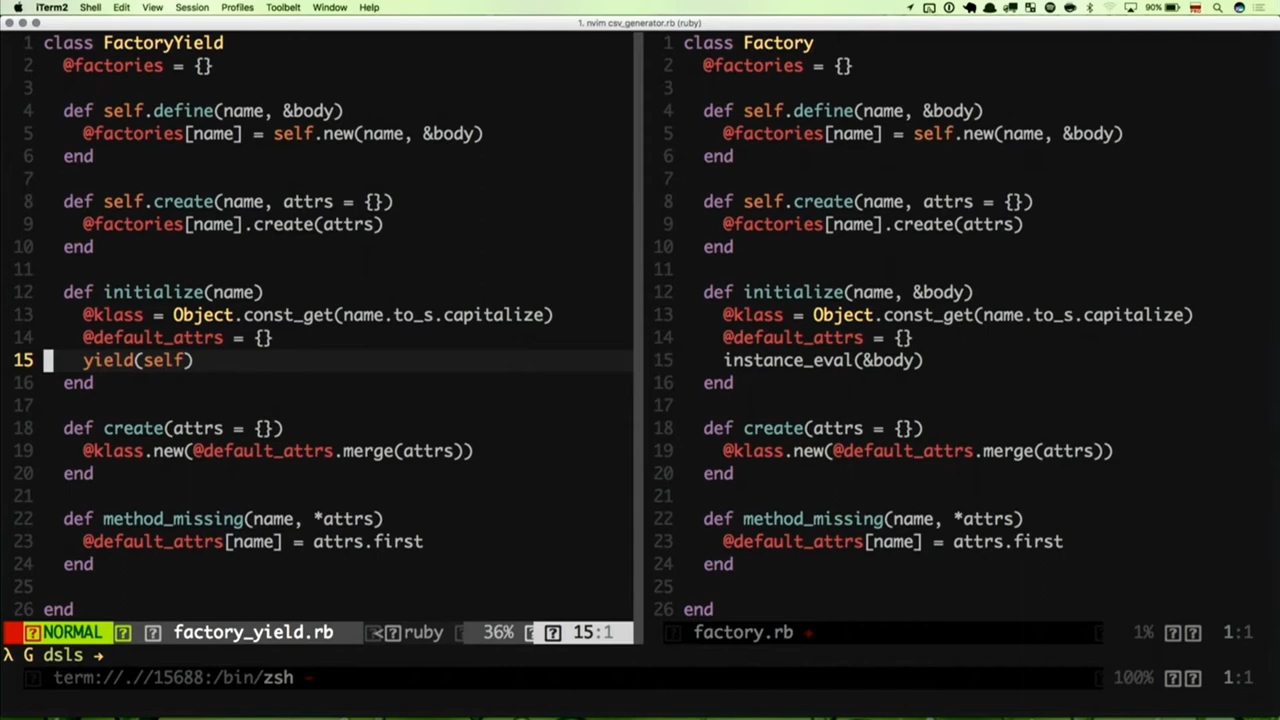 iTerm2 Shell Edit View Session Profiles Toolbelt Window Help 90%
1. nvim csv_generator.rb (ruby)
1 class FactoryYield
2 @factories = {}
3
4 def self.define(name, &body)
5 @factories[name] = self.new(name, &body)
6 end
7
8 def self.create(name, attrs = {})
9 @factories[name].create(attrs)
10 end
11
12 def initialize(name)
13 @klass = Object.const_get(name.to_s.capitalize)
14 @default_attrs = {}
15 yield(self)
16 end
17
18 def create(attrs = {})
19 @klass.new(@default_attrs.merge(attrs))
20 end
21
22 def method_missing(name, *attrs)
23 @default_attrs[name] = attrs.first
24 end
25
26 end
NORMAL factory_yield.rb < ruby 36% 15:1
1 class Factory
2 @factories = {}
3
4 def self.define(name, &body)
5 @factories[name] = self.new(name, &body)
6 end
7
8 def self.create(name, attrs = {})
9 @factories[name].create(attrs)
10 end
11
12 def initialize(name, &body)
13 @klass = Object.const_get(name.to_s.capitalize)
14 @default_attrs = {}
15 instance_eval(&body)
16 end
17
18 def create(attrs = {})
19 @klass.new(@default_attrs.merge(attrs))
20 end
21
22 def method_missing(name, *attrs)
23 @default_attrs[name] = attrs.first
24 end
25
26 end
factory.rb + 1% 1:1
λ G dsls →
term://.//15688:/bin/zsh - 100% 1:1